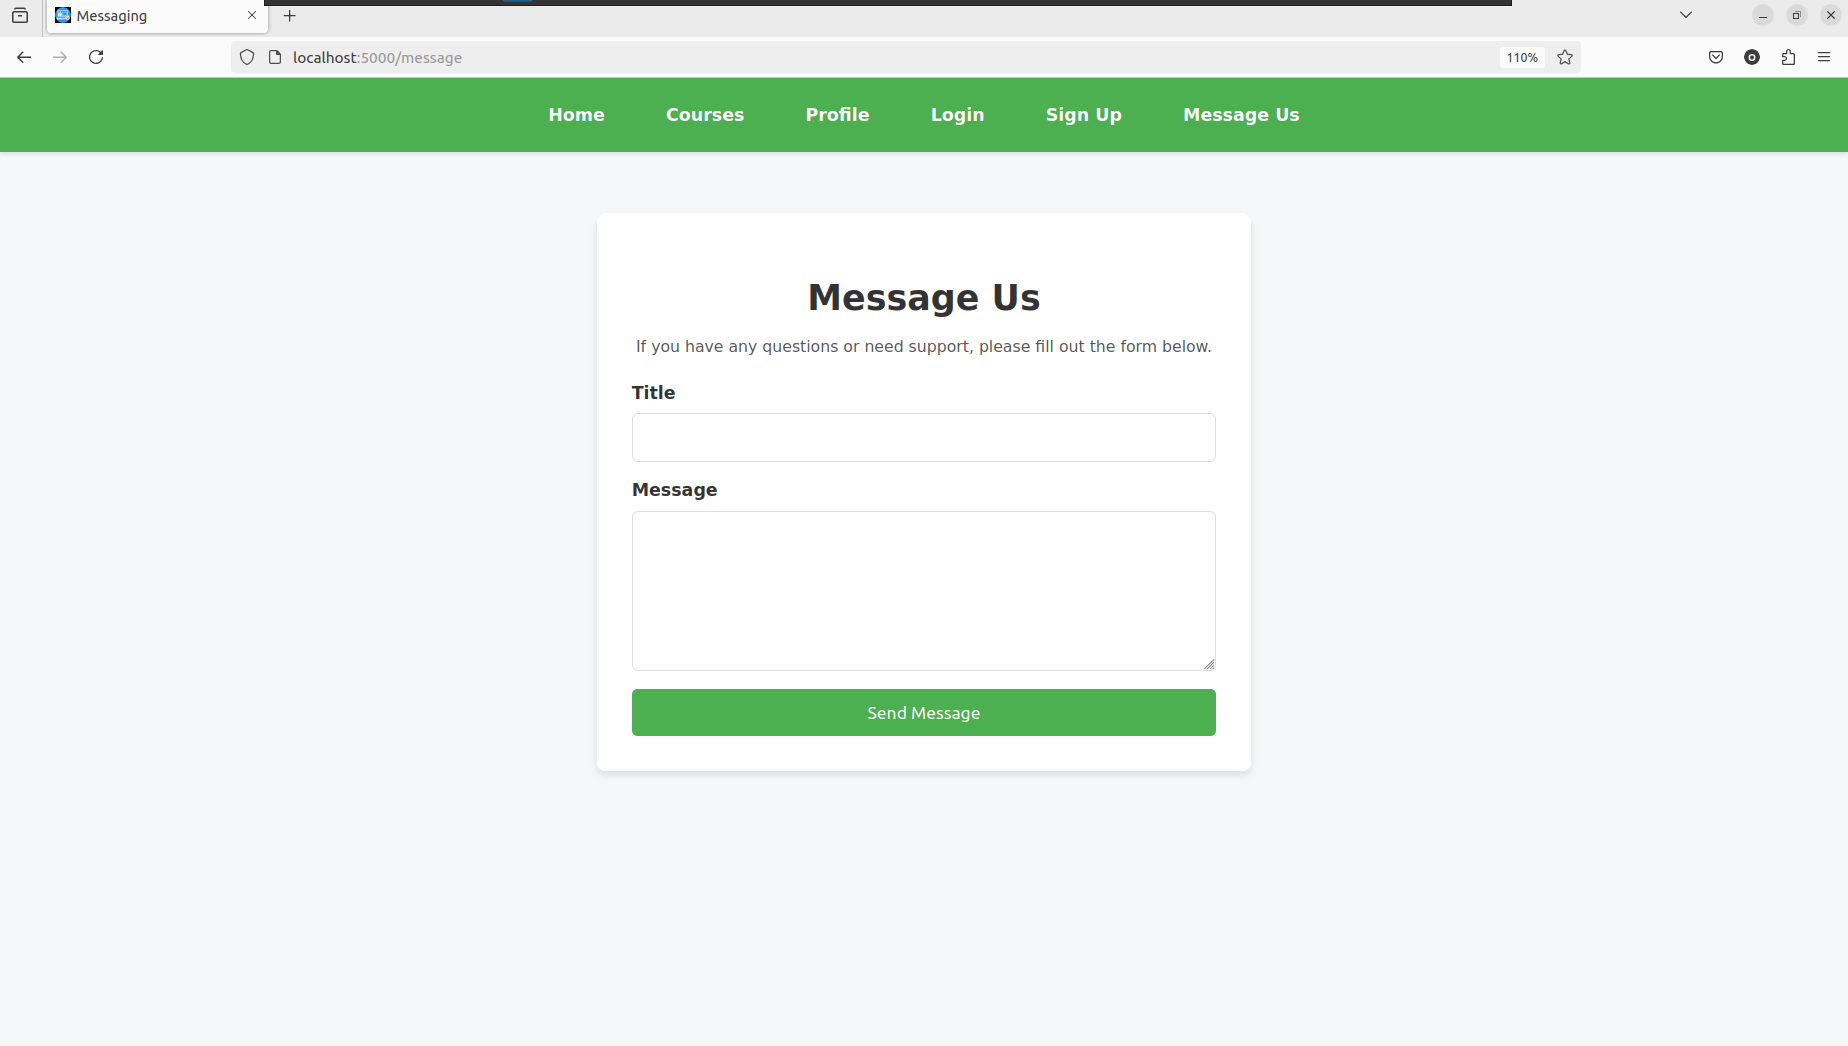 Messaging
localhost:5000/message
110%
Home Courses Profile Login Sign Up Message Us
Message Us
If you have any questions or need support, please fill out the form below.
Title
Message
Send Message